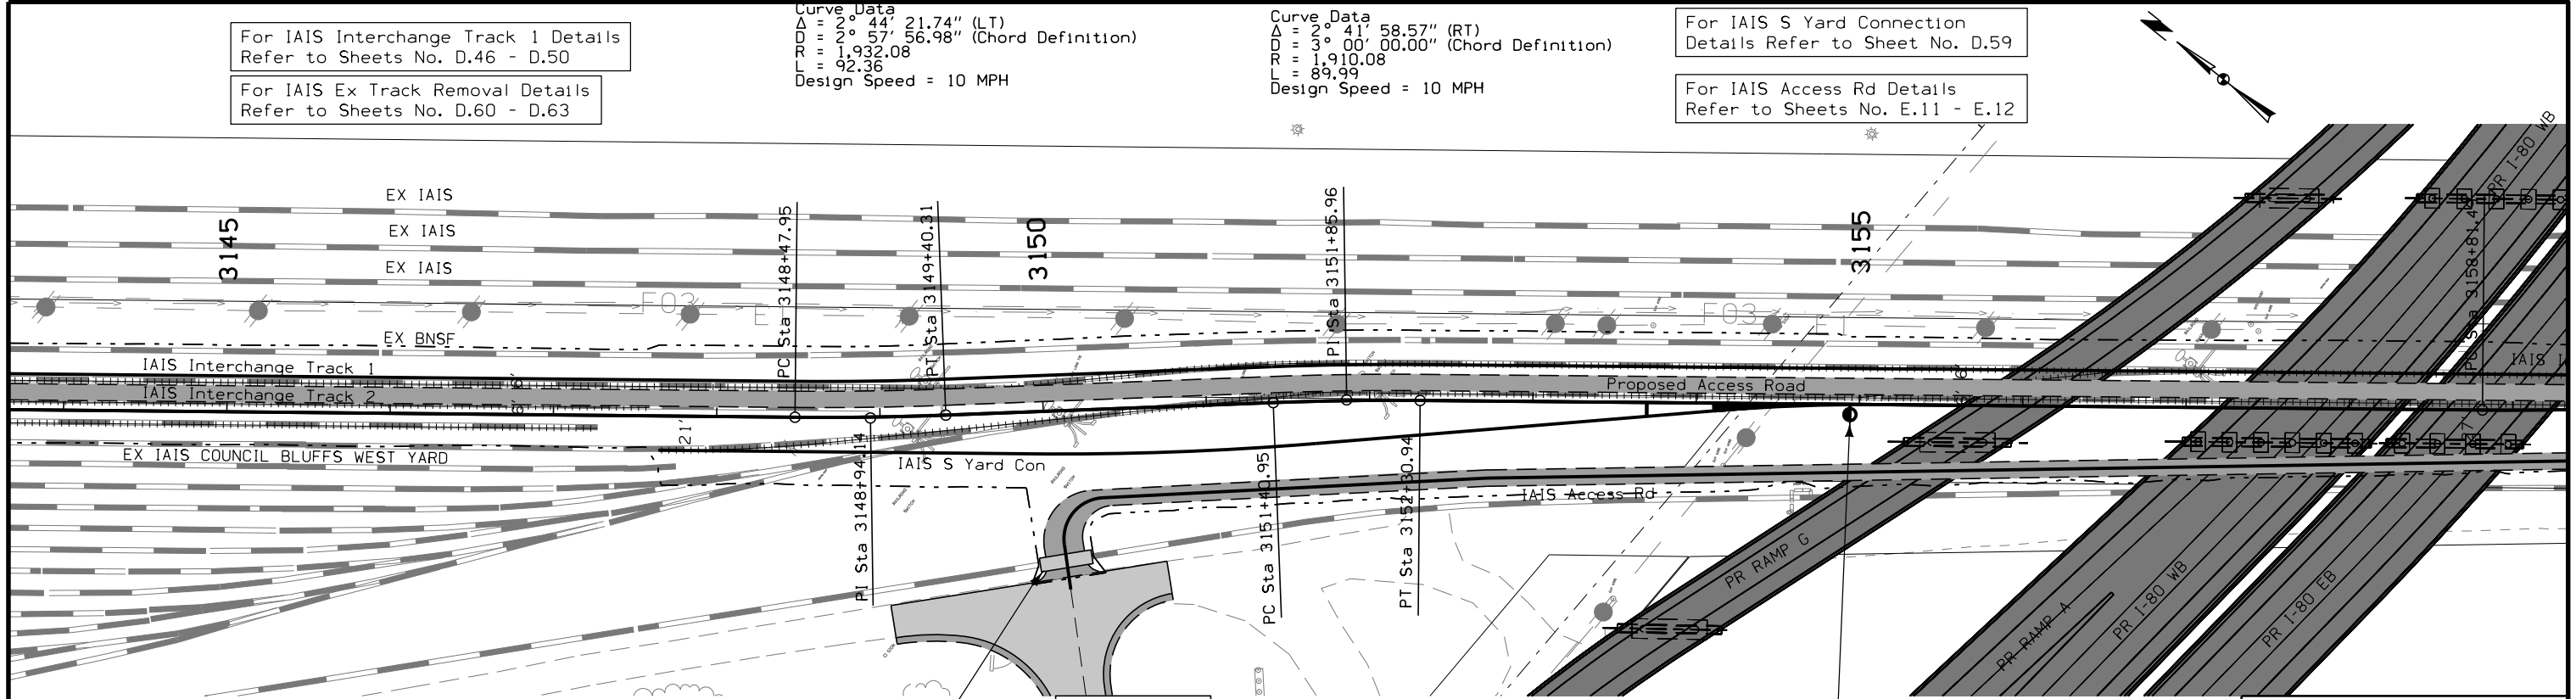 For IAIS Interchange Track 1 Details
Refer to Sheets No. D.46 - D.50
For IAIS Ex Track Removal Details
Refer to Sheets No. D.60 - D.63
Curve Data
Δ = 2° 44' 21.74" (LT)
D = 2° 57' 56.98" (Chord Definition)
R = 1,932.08
L = 92.36
Design Speed = 10 MPH
Curve Data
Δ = 2° 41' 58.57" (RT)
D = 3° 00' 00.00" (Chord Definition)
R = 1,910.08
L = 89.99
Design Speed = 10 MPH
For IAIS S Yard Connection
Details Refer to Sheet No. D.59
For IAIS Access Rd Details
Refer to Sheets No. E.11 - E.12
EX IAIS
EX IAIS
EX IAIS
3145
3150
3155
PC Sta 3148+47.95
PI Sta 3149+40.31
PI Sta 3151+85.96
F03
E
F03
EX BNSF
IAIS Interchange Track 1
IAIS Interchange Track 2
6'
6'
Proposed Access Road
EX IAIS COUNCIL BLUFFS WEST YARD
21'
IAIS S Yard Con
PI Sta 3148+94.14
PC Sta 3151+40.95
PT Sta 3152+30.94
IAIS Access Rd
PR RAMP G
PR RAMP A
PR I-80 WB
PR I-80 EB
PR I-80 WB